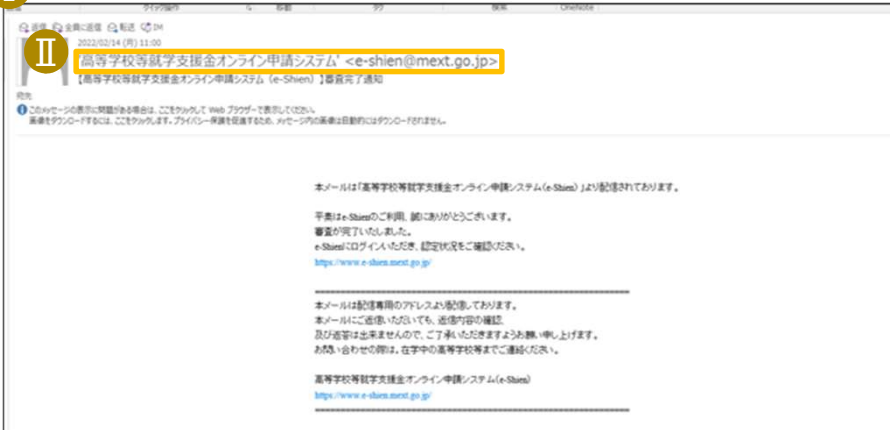 クイック操作 移動 タグ 検索 OneNote
返信 全員に返信 転送 IM
Ⅱ
2022/02/14 (月) 11:00
'高等学校等就学支援金オンライン申請システム' <e-shien@mext.go.jp>
【高等学校等就学支援金オンライン申請システム (e-Shien) 】審査完了通知
宛先
このメッセージの表示に問題がある場合は、ここをクリックして Web ブラウザーで表示してください。
画像をダウンロードするには、ここをクリックします。プライバシー保護を促進するため、メッセージ内の画像は自動的にはダウンロードされません。
本メールは「高等学校等就学支援金オンライン申請システム(e-Shien) 」より配信されております。
平素はe-Shienのご利用、誠にありがとうございます。
審査が完了いたしました。
e-Shienにログインいただき、認定状況をご確認ください。
https://www.e-shien.mext.go.jp/
本メールは配信専用のアドレスより配信しております。
本メールにご返信いただいても、返信内容の確認、
及び返答は出来ませんので、ご了承いただきますようお願い申し上げます。
お問い合わせの際は、在学中の高等学校等までご連絡ください。
高等学校等就学支援金オンライン申請システム(e-Shien)
https://www.e-shien.mext.go.jp/